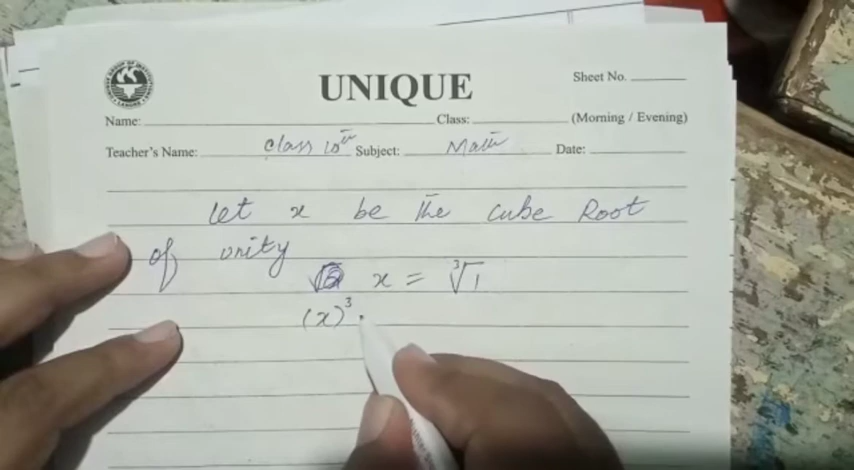 UNIQUE
Sheet No.
Name: Class: (Morning / Evening)
Teacher's Name: Class 10th Subject: Math Date:
let x be the cube Root
of unity
x = ∛1
(x)³